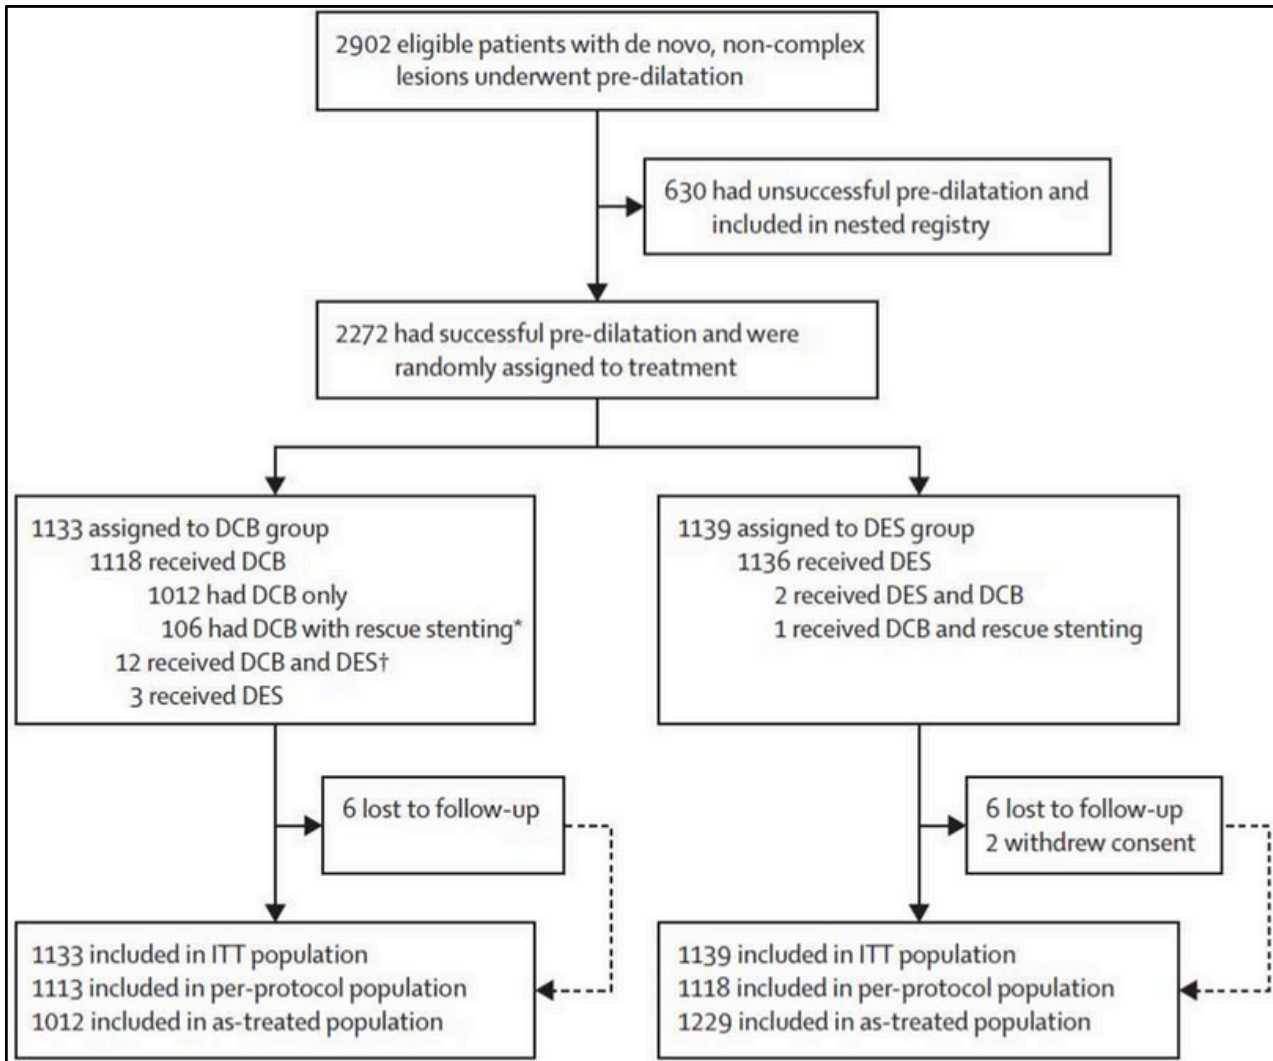 2902 eligible patients with de novo, non-complex
lesions underwent pre-dilatation
630 had unsuccessful pre-dilatation and
included in nested registry
2272 had successful pre-dilatation and were
randomly assigned to treatment
1133 assigned to DCB group
1118 received DCB
1012 had DCB only
106 had DCB with rescue stenting*
12 received DCB and DES†
3 received DES
1139 assigned to DES group
1136 received DES
2 received DES and DCB
1 received DCB and rescue stenting
6 lost to follow-up
6 lost to follow-up
2 withdrew consent
1133 included in ITT population
1113 included in per-protocol population
1012 included in as-treated population
1139 included in ITT population
1118 included in per-protocol population
1229 included in as-treated population